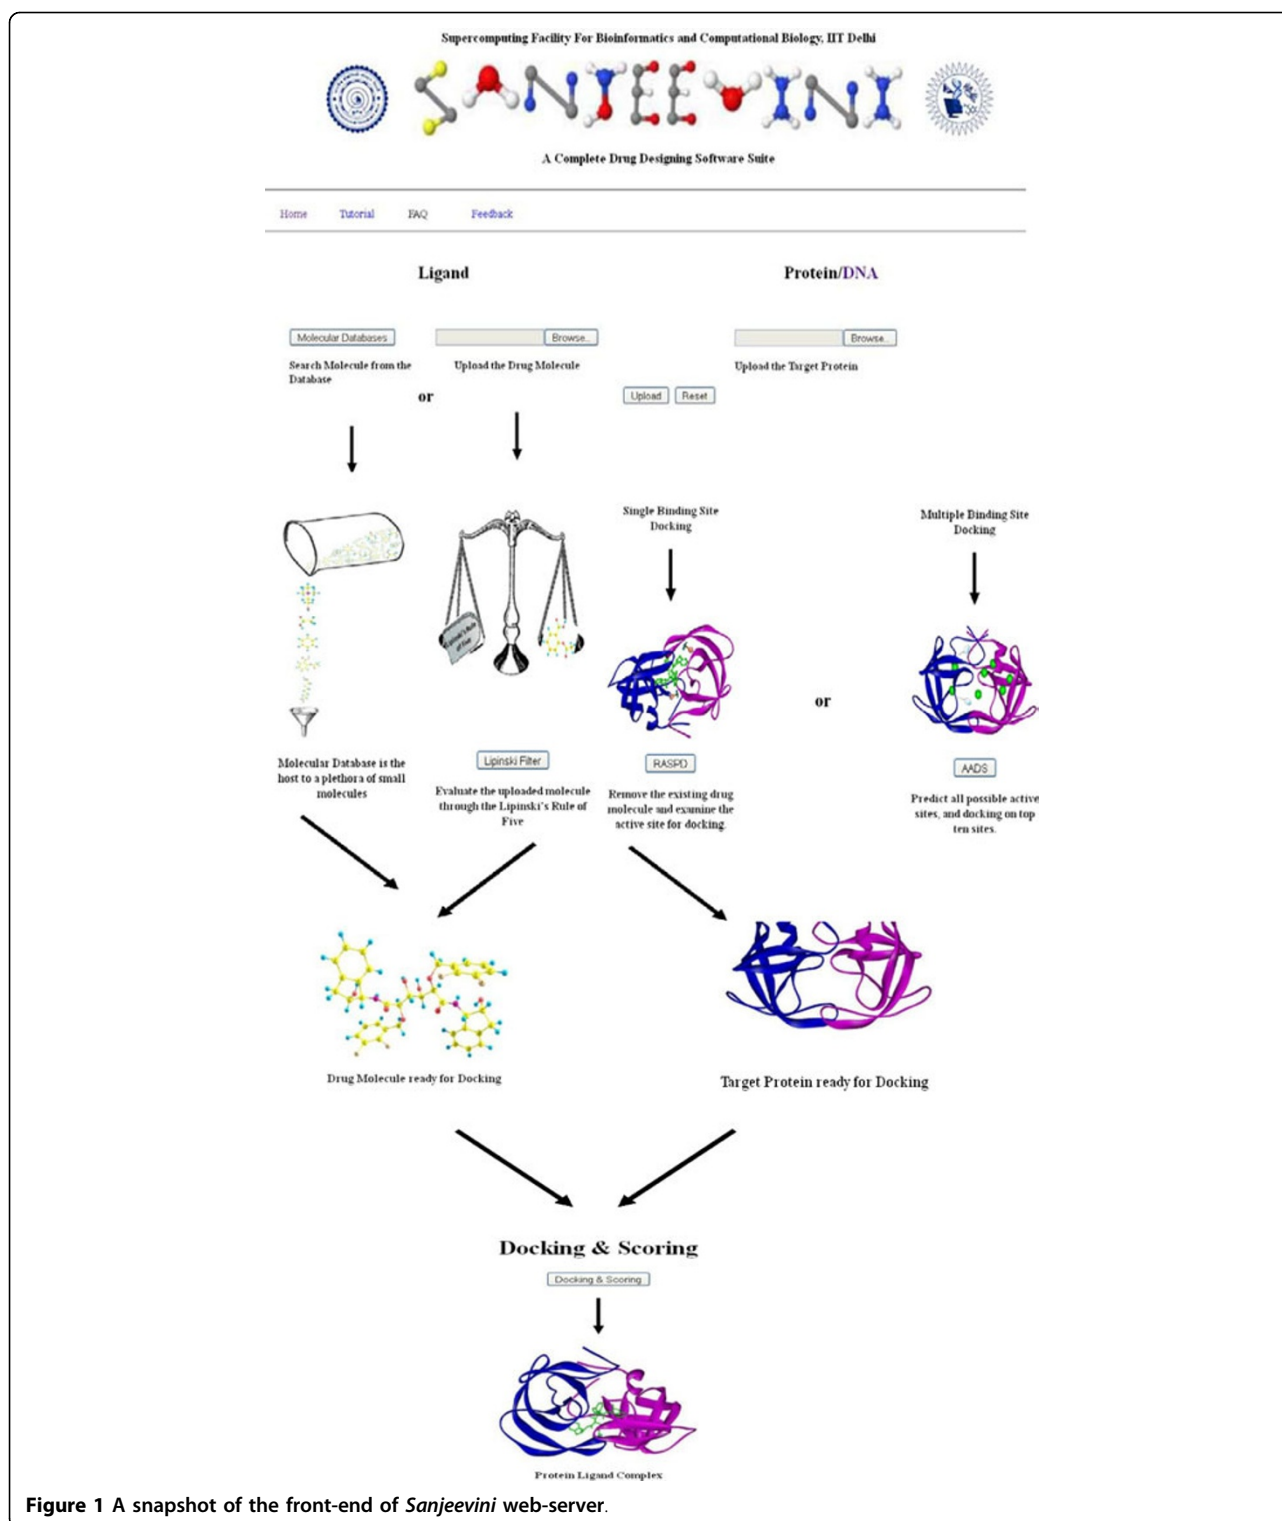 Supercomputing Facility For Bioinformatics and Computational Biology, IIT Delhi
SANJEEVINI
A Complete Drug Designing Software Suite
Home Tutorial FAQ Feedback
Ligand
Protein/DNA
Molecular Databases
Browse..
Browse..
Search Molecule from the
Database
Upload the Drug Molecule
Upload the Target Protein
or
Upload Reset
Single Binding Site
Docking
Multiple Binding Site
Docking
Lipinski's Rule
of Five
or
Molecular Database is the
host to a plethora of small
molecules
Lipinski Filter
Evaluate the uploaded molecule
through the Lipinski's Rule of
Five
RASPD
Remove the existing drug
molecule and examine the
active site for docking.
AADS
Predict all possible active
sites, and docking on top
ten sites.
Drug Molecule ready for Docking
Target Protein ready for Docking
Docking & Scoring
Docking & Scoring
Protein Ligand Complex
Figure 1 A snapshot of the front-end of Sanjeevini web-server.